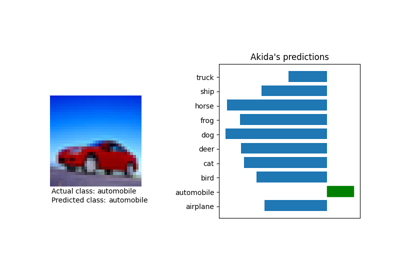 Akida's predictions
truck
ship
horse
frog
dog
deer
cat
bird
automobile
airplane
Actual class: automobile
Predicted class: automobile